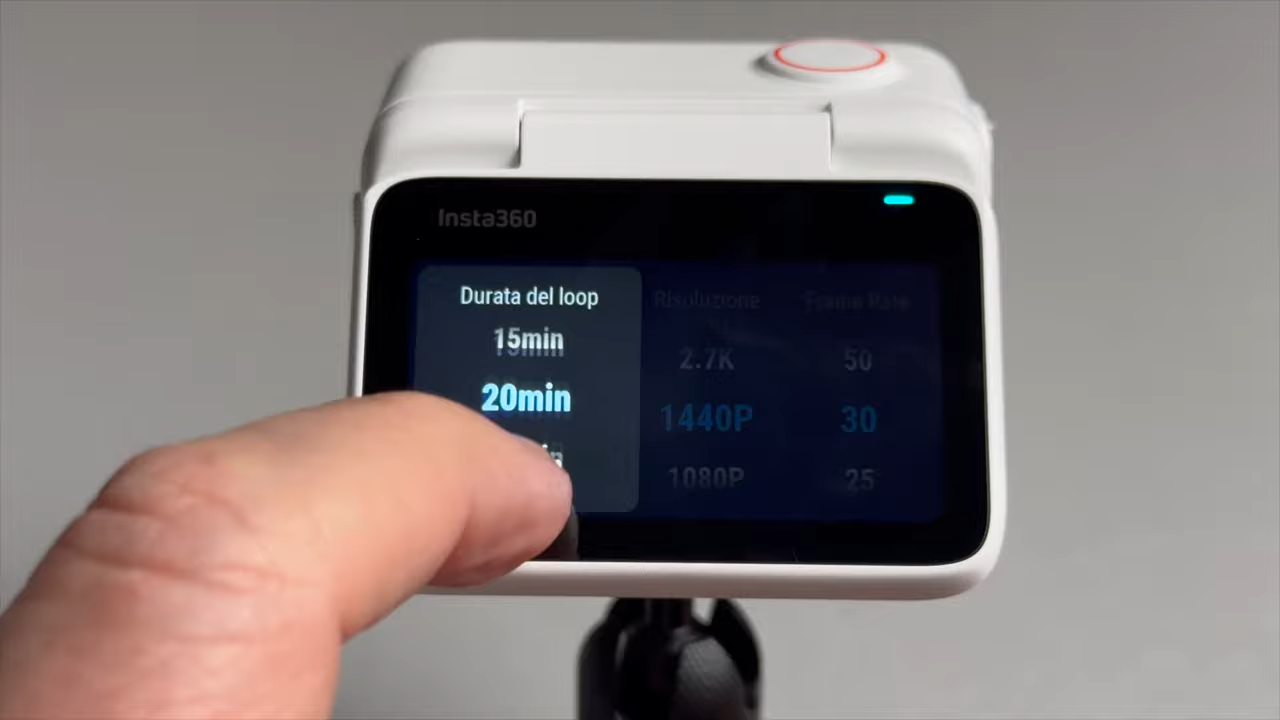 Insta360
Durata del loop
15min
20min
Risoluzione
2.7K
1440P
1080P
Frame Rate
50
30
25